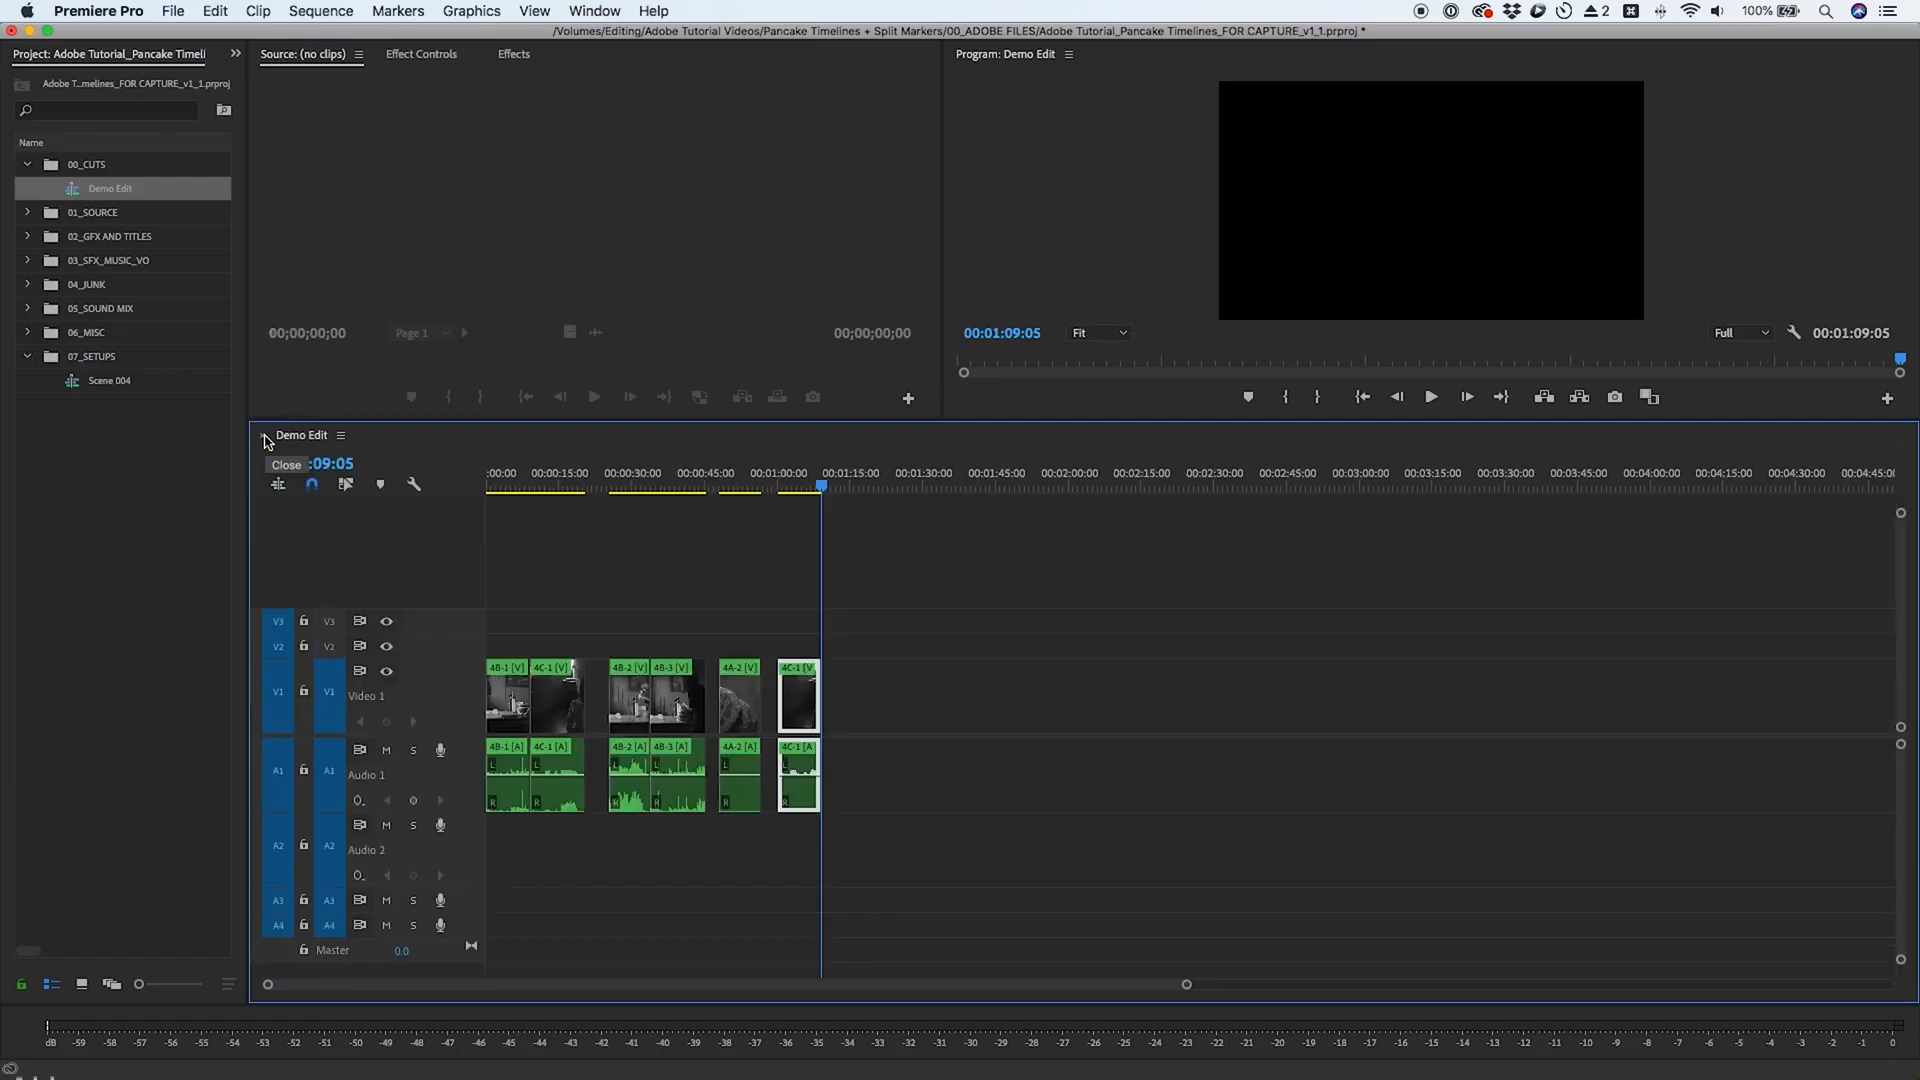 Premiere Pro File Edit Clip Sequence Markers Graphics View Window Help 2 100%
/Volumes/Editing/Adobe Tutorial Videos/Pancake Timelines + Split Markers/00_ADOBE FILES/Adobe Tutorial_Pancake Timelines_FOR CAPTURE_v1_1.prproj *
Project: Adobe Tutorial_Pancake Timeli
Source: (no clips) Effect Controls Effects
Program: Demo Edit
Adobe T...melines_FOR CAPTURE_v1_1.prproj
Name
00_CUTS
Demo Edit
01_SOURCE
02_GFX AND TITLES
03_SFX_MUSIC_VO
04_JUNK
05_SOUND MIX
06_MISC
07_SETUPS
Scene 004
00;00;00;00 Page 1 00;00;00;00
00:01:09:05 Fit Full 00:01:09:05
Demo Edit
Close :09:05
:00:00 00:00:15:00 00:00:30:00 00:00:45:00 00:01:00:00 00:01:15:00 00:01:30:00 00:01:45:00 00:02:00:00 00:02:15:00 00:02:30:00 00:02:45:00 00:03:00:00 00:03:15:00 00:03:30:00 00:03:45:00 00:04:00:00 00:04:15:00 00:04:30:00 00:04:45:0
V3 V3
V2 V2
V1 V1 Video 1
4B-1 [V] 4C-1 [V] 4B-2 [V] 4B-3 [V] 4A-2 [V] 4C-1 [V
A1 A1 M S
Audio 1
4B-1 [A] 4C-1 [A] 4B-2 [A] 4B-3 [A] 4A-2 [A] 4C-1 [A
L L L L L L
R R R R R R
A2 A2 M S
Audio 2
A3 A3 M S
A4 A4 M S
Master 0.0
dB -59 -58 -57 -56 -55 -54 -53 -52 -51 -50 -49 -48 -47 -46 -45 -44 -43 -42 -41 -40 -39 -38 -37 -36 -35 -34 -33 -32 -31 -30 -29 -28 -27 -26 -25 -24 -23 -22 -21 -20 -19 -18 -17 -16 -15 -14 -13 -12 -11 -10 -9 -8 -7 -6 -5 -4 -3 -2 -1 0